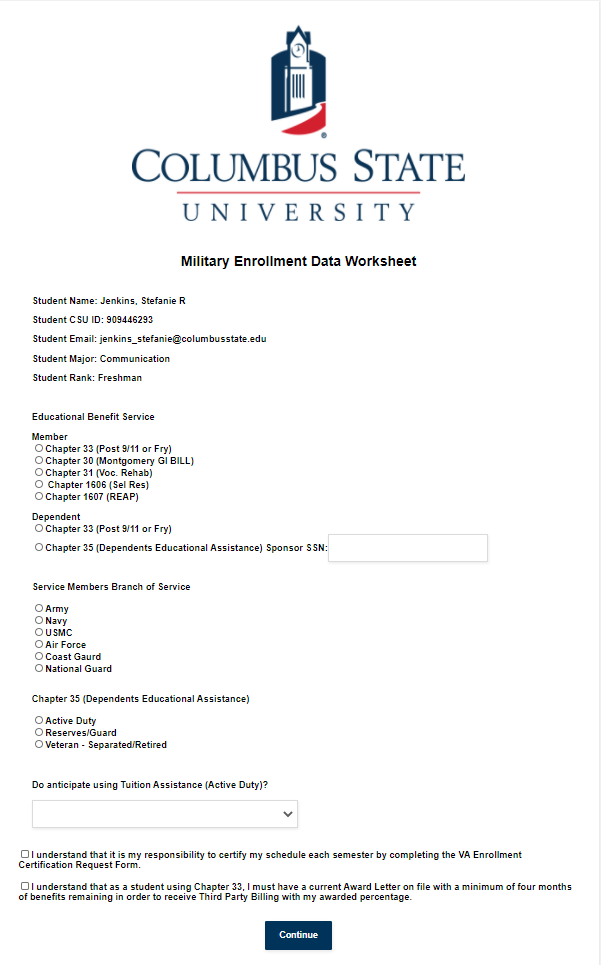 COLUMBUS STATE
UNIVERSITY
Military Enrollment Data Worksheet
Student Name: Jenkins, Stefanie R
Student CSU ID: 909446293
Student Email: jenkins_stefanie@columbusstate.edu
Student Major: Communication
Student Rank: Freshman
Educational Benefit Service
Member
Chapter 33 (Post 9/11 or Fry)
Chapter 30 (Montgomery GI BILL)
Chapter 31 (Voc. Rehab)
Chapter 1606 (Sel Res)
Chapter 1607 (REAP)
Dependent
Chapter 33 (Post 9/11 or Fry)
Chapter 35 (Dependents Educational Assistance) Sponsor SSN:
Service Members Branch of Service
Army
Navy
USMC
Air Force
Coast Gaurd
National Guard
Chapter 35 (Dependents Educational Assistance)
Active Duty
Reserves/Guard
Veteran - Separated/Retired
Do anticipate using Tuition Assistance (Active Duty)?
I understand that it is my responsibility to certify my schedule each semester by completing the VA Enrollment
Certification Request Form.
I understand that as a student using Chapter 33, I must have a current Award Letter on file with a minimum of four months
of benefits remaining in order to receive Third Party Billing with my awarded percentage.
Continue